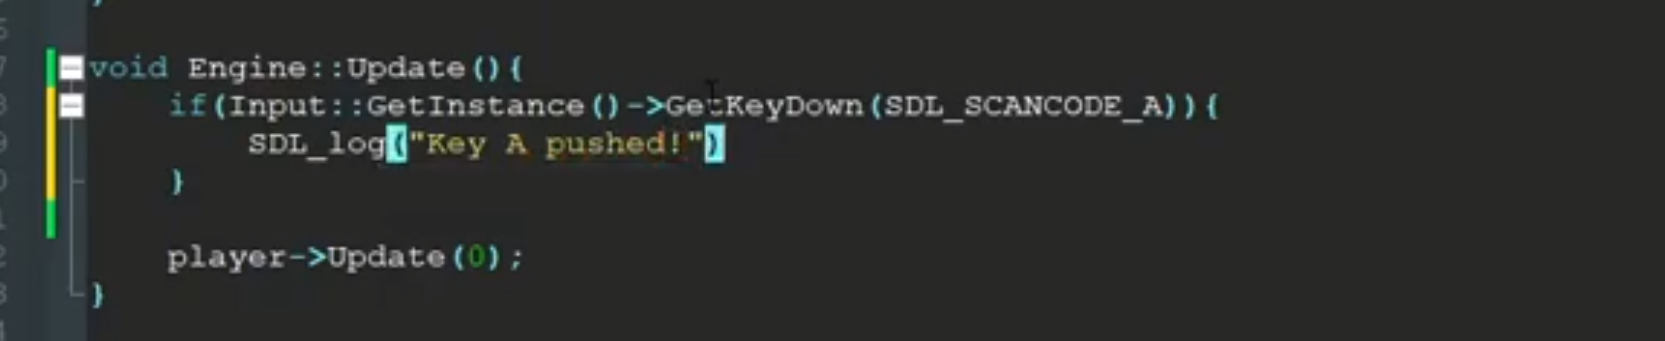 void Engine::Update(){
if(Input::GetInstance()->GetKeyDown(SDL_SCANCODE_A)){
SDL_log("Key A pushed!")
}
player->Update(0);
}